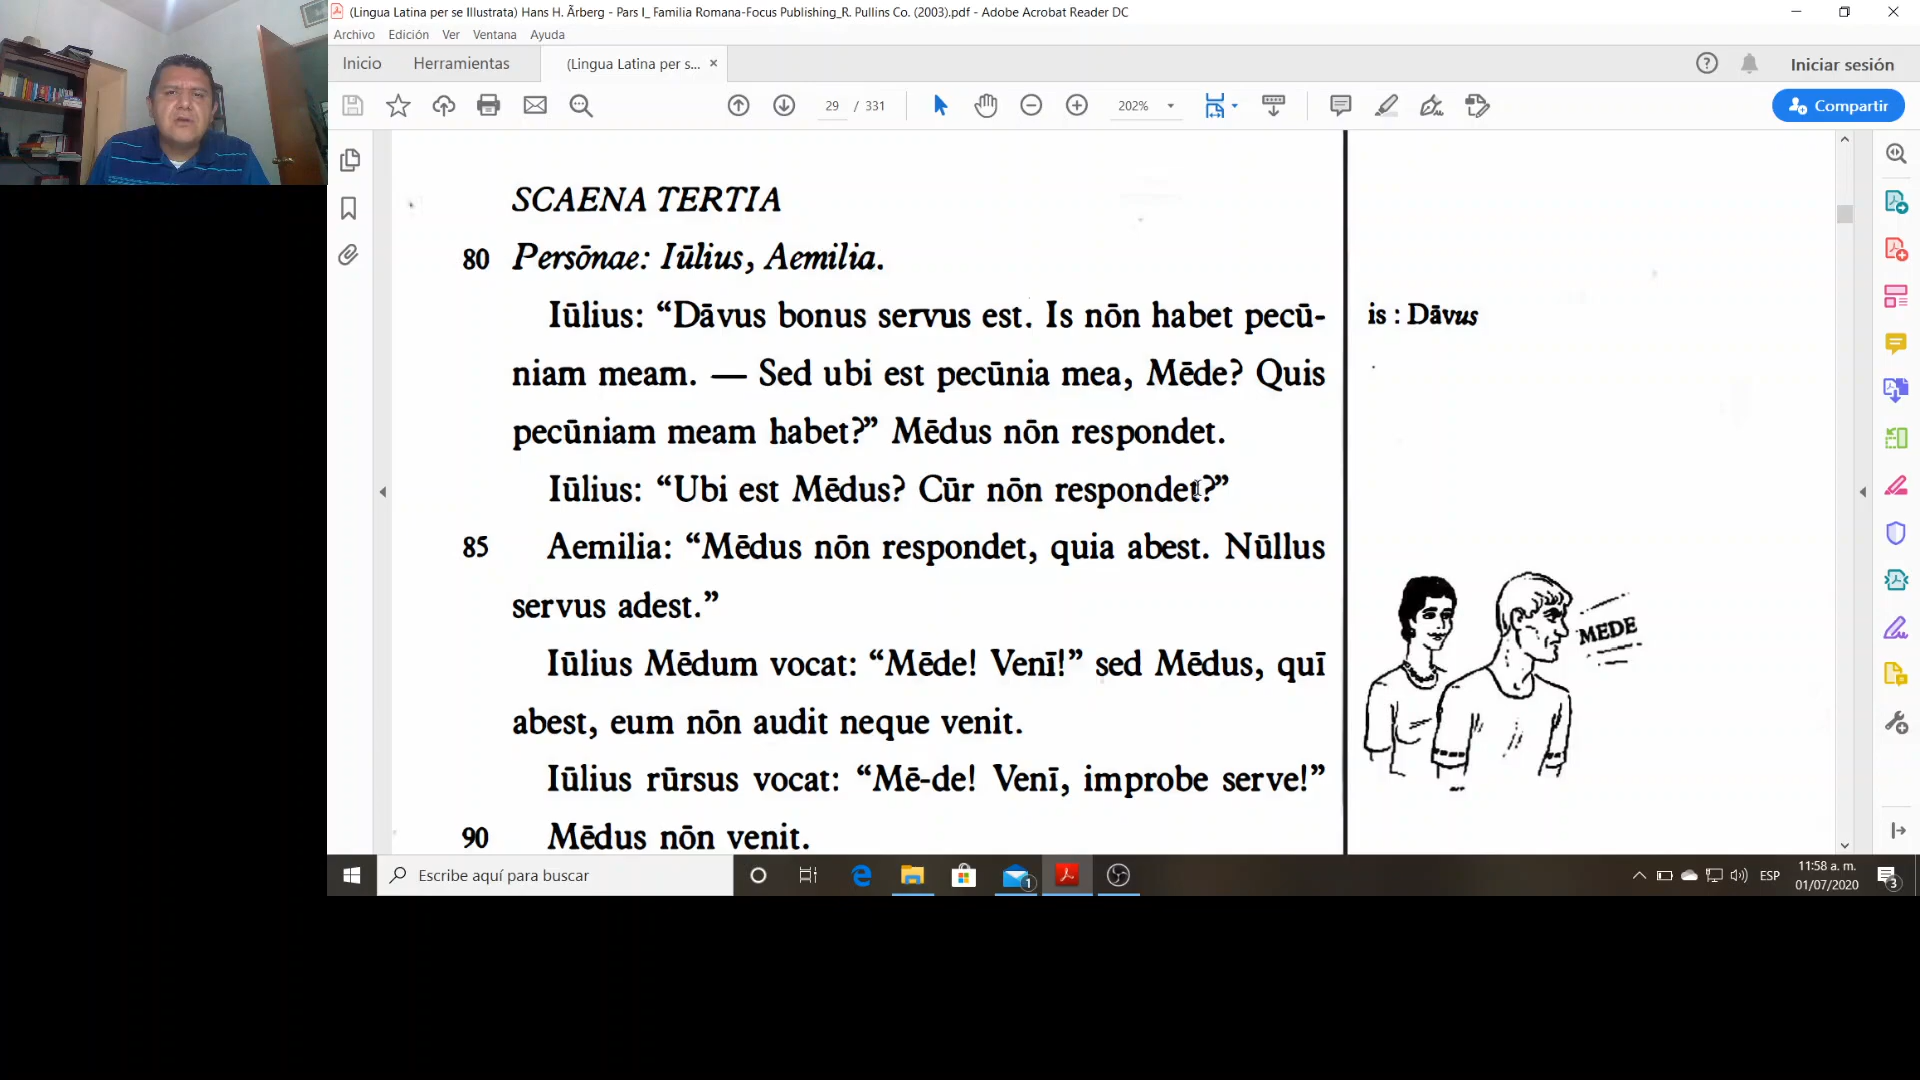 (Lingua Latina per se Illustrata) Hans H. Ãrberg - Pars I_ Familia Romana-Focus Publishing_R. Pullins Co. (2003).pdf - Adobe Acrobat Reader DC
Archivo Edición Ver Ventana Ayuda
Inicio Herramientas (Lingua Latina per s... × Iniciar sesión
29 / 331 202% Compartir
SCAENA TERTIA
80 Persōnae: Iūlius, Aemilia.
Iūlius: “Dāvus bonus servus est. Is nōn habet pecū- is : Dāvus
niam meam. — Sed ubi est pecūnia mea, Mēde? Quis
pecūniam meam habet?” Mēdus nōn respondet.
Iūlius: “Ubi est Mēdus? Cūr nōn respondet?”
85 Aemilia: “Mēdus nōn respondet, quia abest. Nūllus
servus adest.”
MEDE
Iūlius Mēdum vocat: “Mēde! Venī!” sed Mēdus, quī
abest, eum nōn audit neque venit.
Iūlius rūrsus vocat: “Mē-de! Venī, improbe serve!”
90 Mēdus nōn venit.
Escribe aquí para buscar 1 ESP 11:58 a. m.
01/07/2020 3